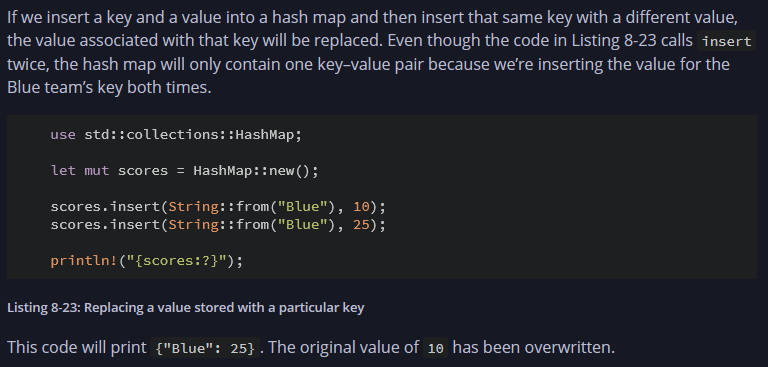 If we insert a key and a value into a hash map and then insert that same key with a different value,
the value associated with that key will be replaced. Even though the code in Listing 8-23 calls insert
twice, the hash map will only contain one key–value pair because we’re inserting the value for the
Blue team’s key both times.
use std::collections::HashMap;
let mut scores = HashMap::new();
scores.insert(String::from("Blue"), 10);
scores.insert(String::from("Blue"), 25);
println!("{scores:?}");
Listing 8-23: Replacing a value stored with a particular key
This code will print {"Blue": 25}. The original value of 10 has been overwritten.